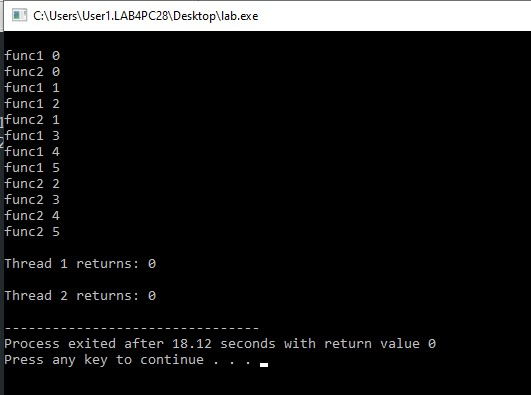 C:\Users\User1.LAB4PC28\Desktop\lab.exe
func1 0
func2 0
func1 1
func1 2
func2 1
func1 3
func1 4
func1 5
func2 2
func2 3
func2 4
func2 5
Thread 1 returns: 0
Thread 2 returns: 0
--------------------------------
Process exited after 18.12 seconds with return value 0
Press any key to continue . . .